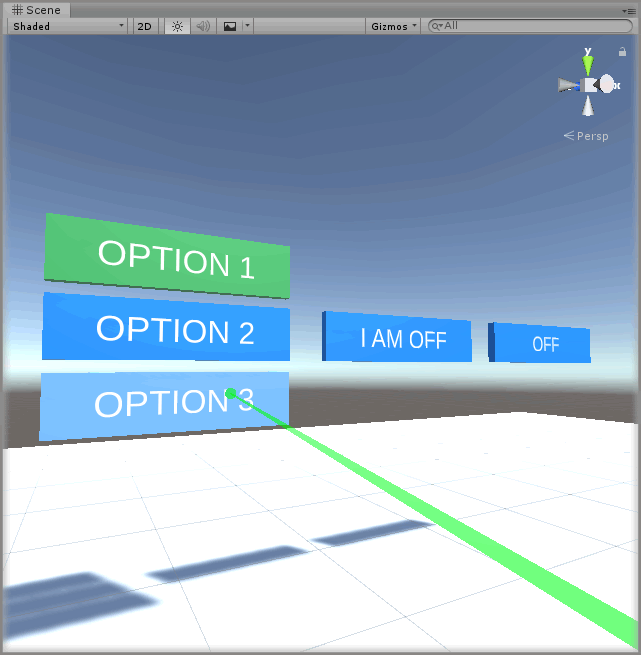 Scene
Shaded
2D
Gizmos
All
y
Persp
OPTION 1
OPTION 2
I AM OFF
OFF
OPTION 3